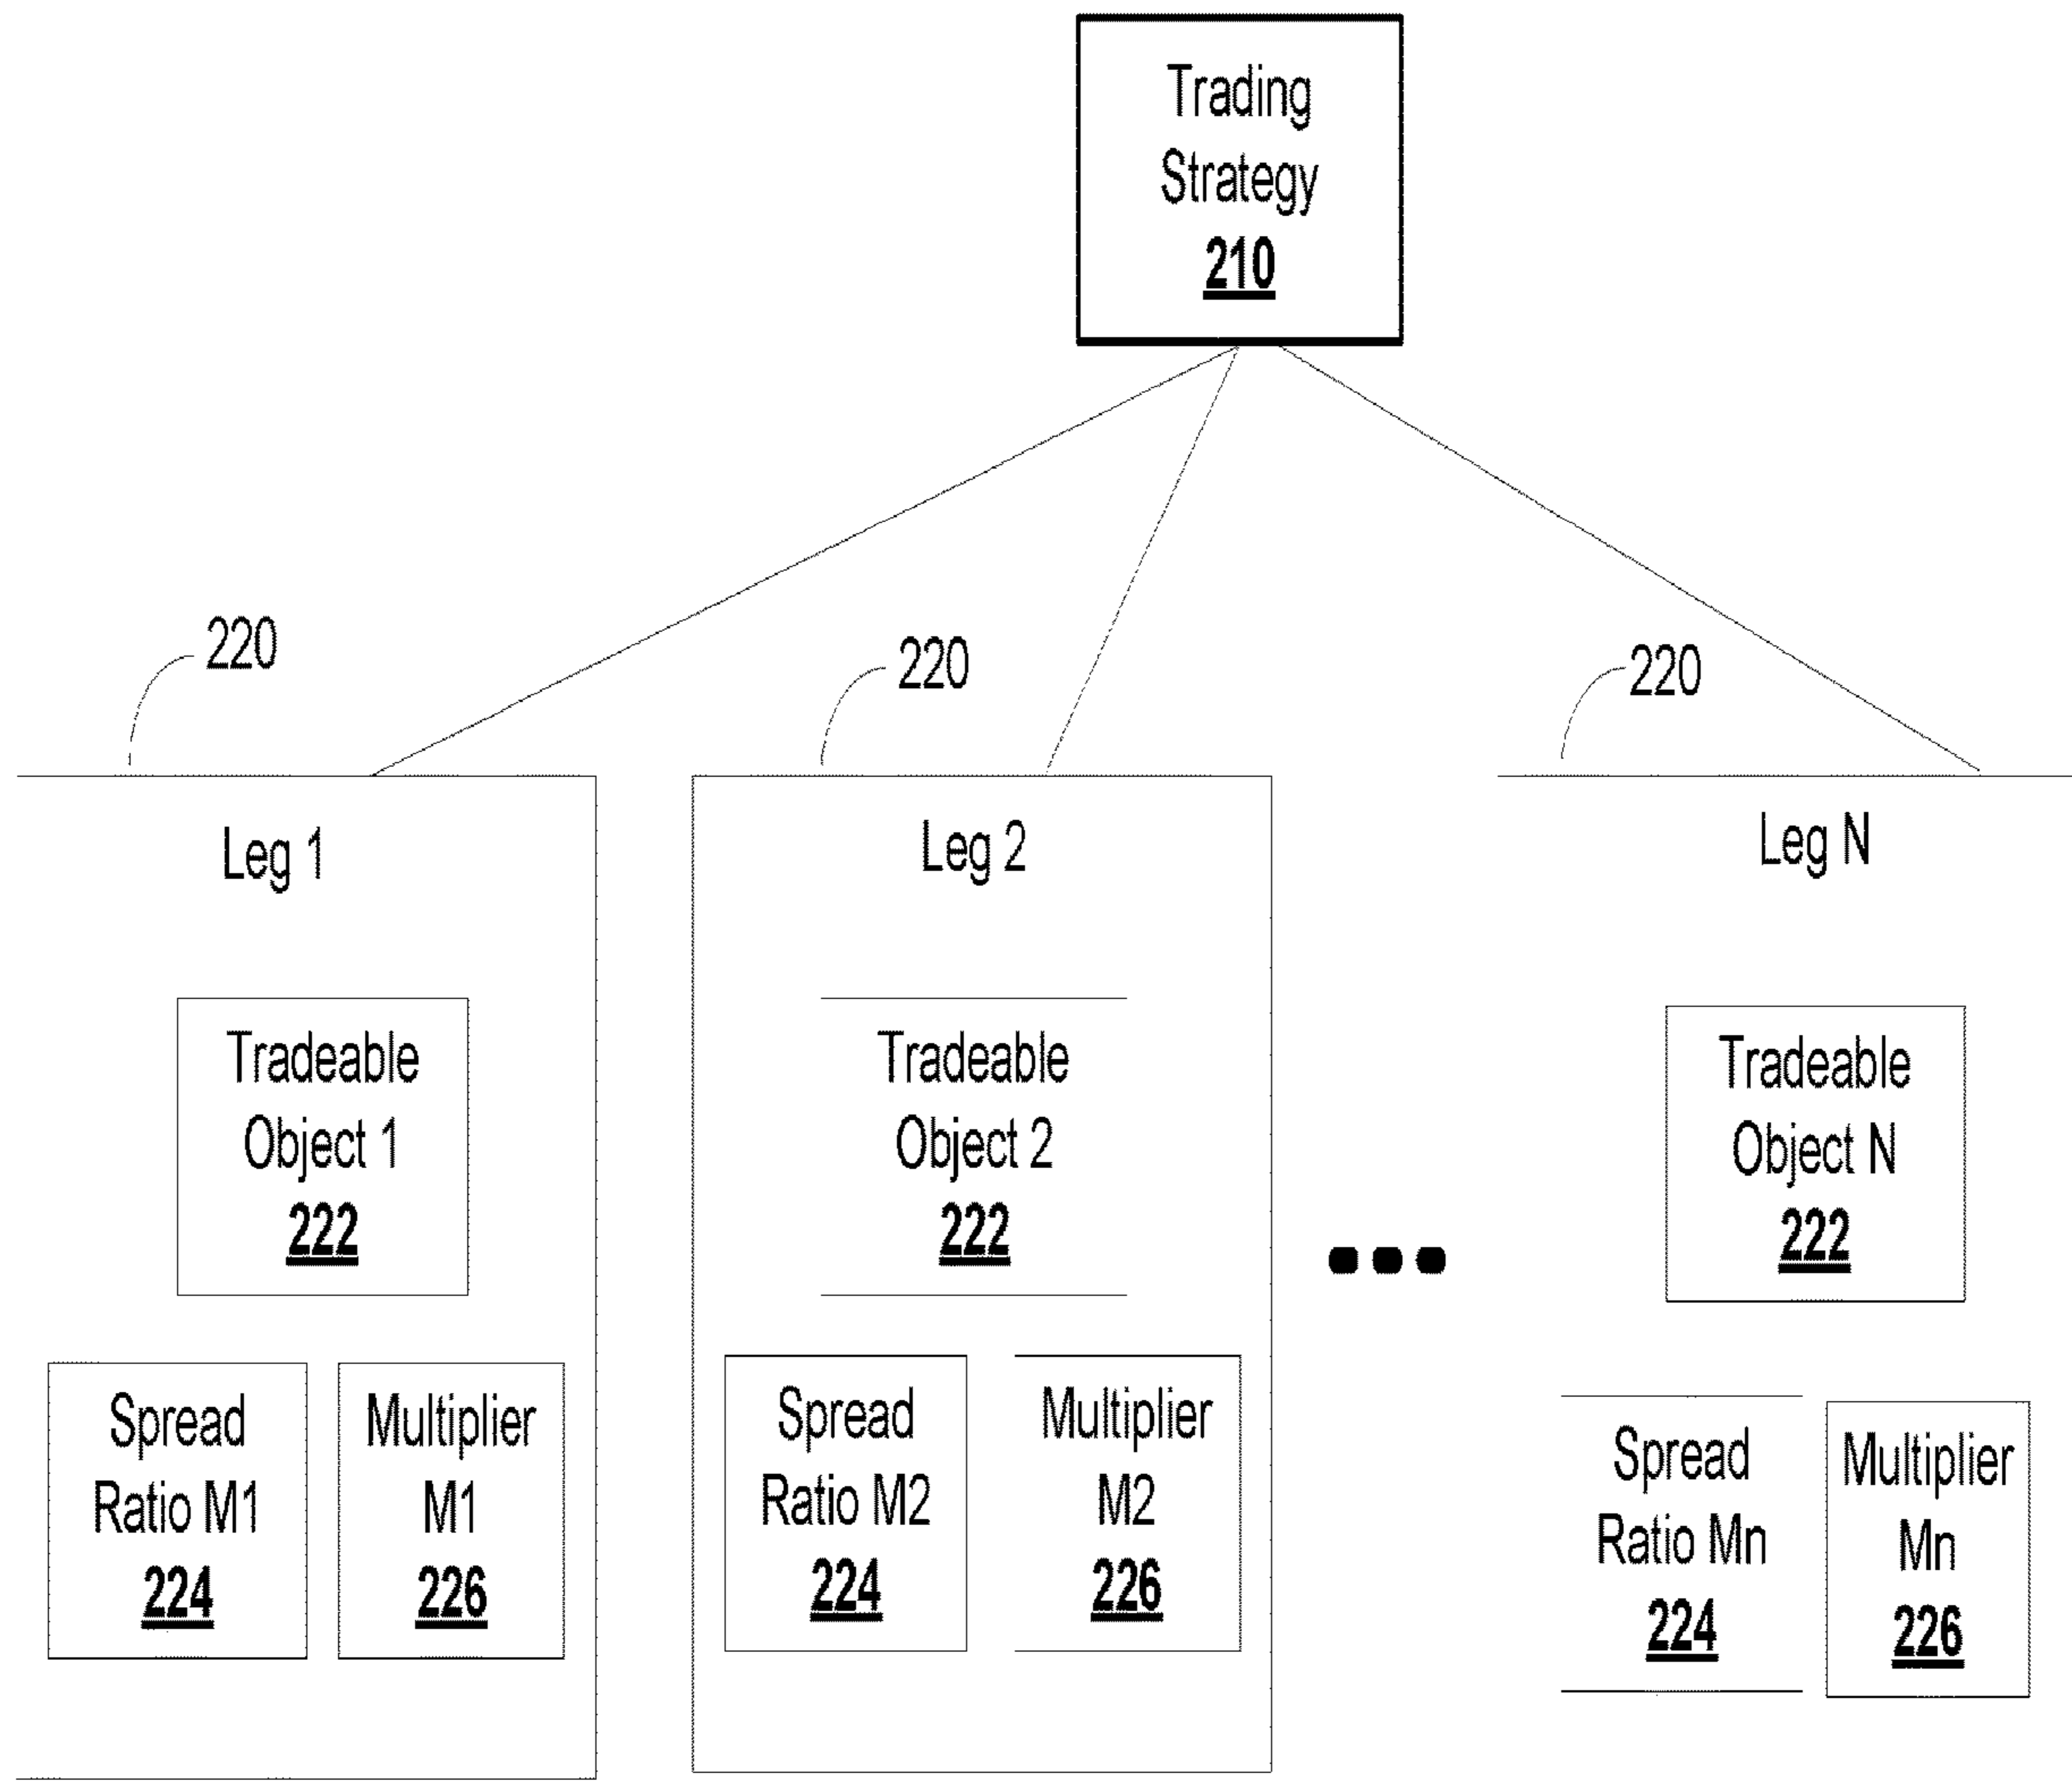 Trading
Strategy
210
220
220
220
Leg 1
Tradeable
Object 1
222
Spread
Ratio M1
224
Multiplier
M1
226
Leg 2
Tradeable
Object 2
222
Spread
Ratio M2
224
Multiplier
M2
226
Leg N
Tradeable
Object N
222
Spread
Ratio Mn
224
Multiplier
Mn
226